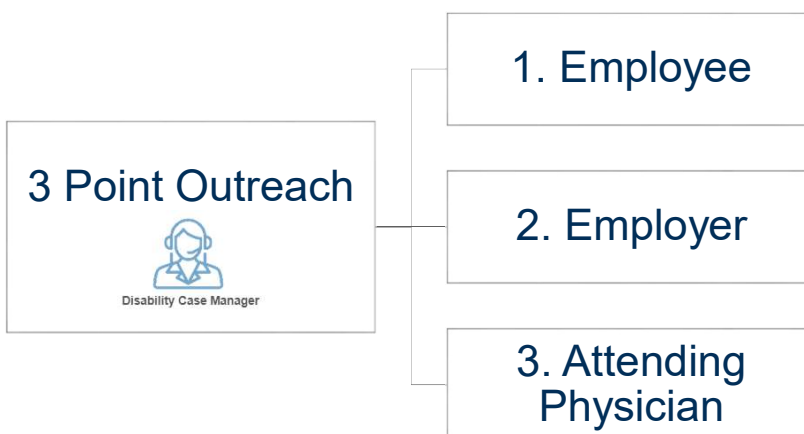 3 Point Outreach
Disability Case Manager
1. Employee
2. Employer
3. Attending
Physician